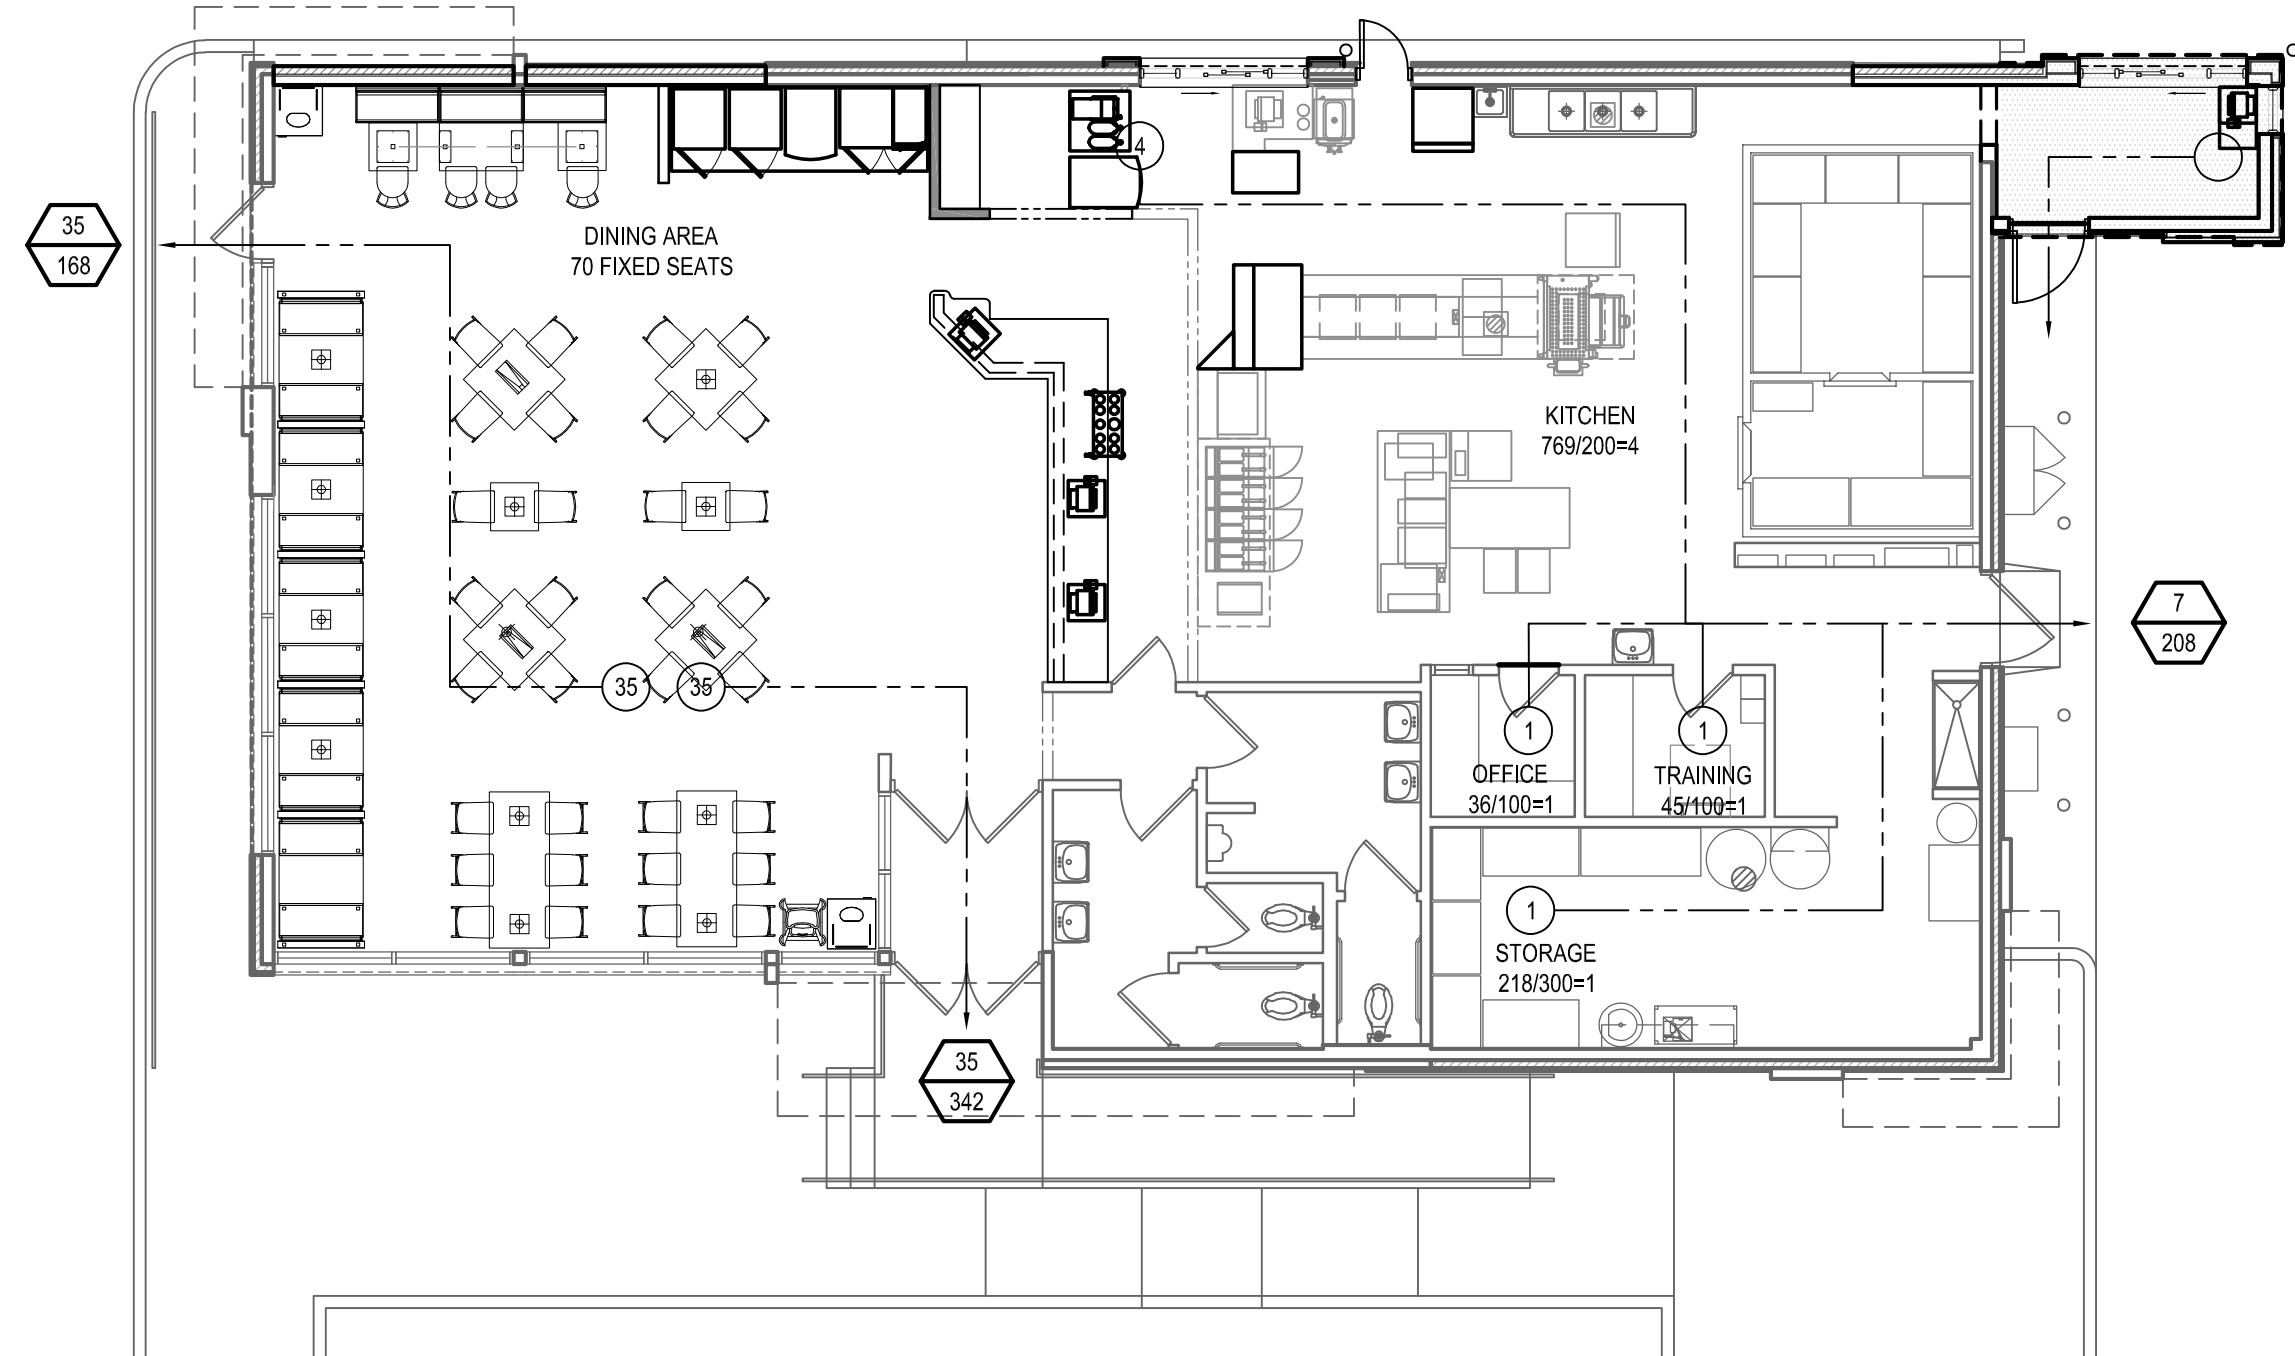 4
35
168
DINING AREA
70 FIXED SEATS
KITCHEN
769/200=4
7
208
35
35
1
1
OFFICE
36/100=1
TRAINING
45/100=1
1
STORAGE
218/300=1
35
342